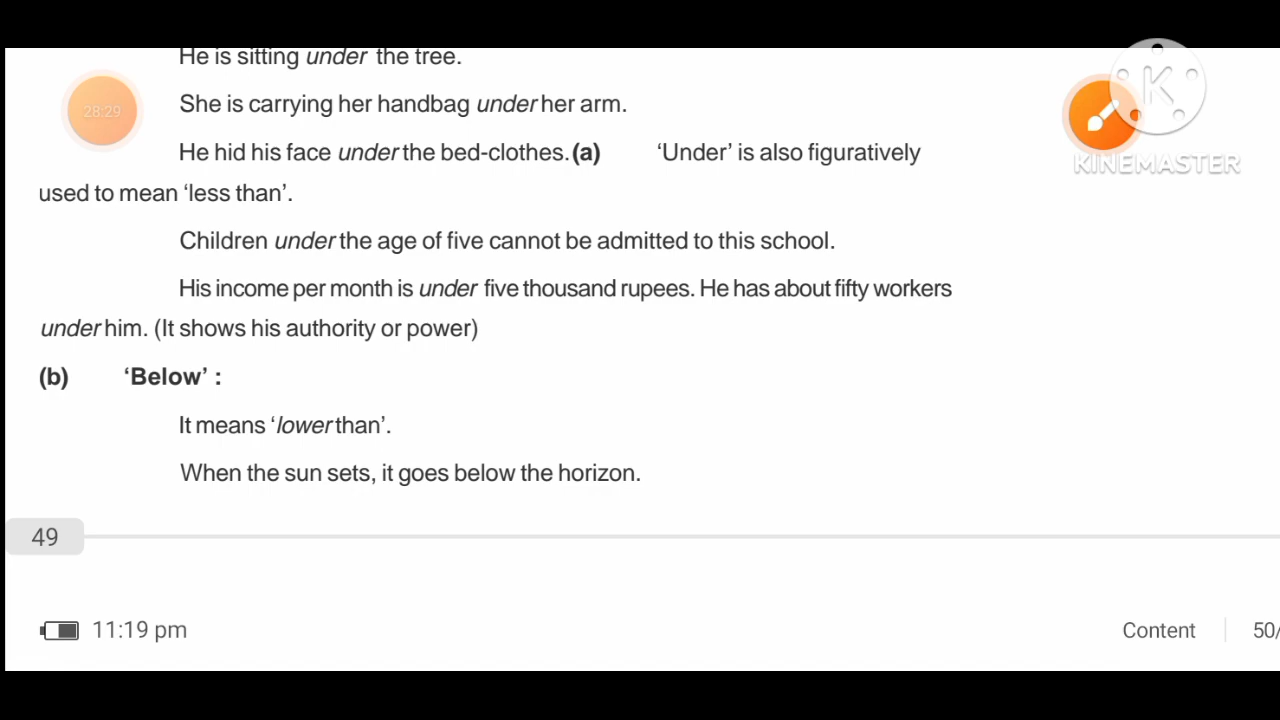 He is sitting under the tree.
28:29
She is carrying her handbag under her arm.
K
KINEMASTER
He hid his face under the bed-clothes.(a) ‘Under’ is also figuratively
used to mean ‘less than’.
Children under the age of five cannot be admitted to this school.
His income per month is under five thousand rupees. He has about fifty workers
under him. (It shows his authority or power)
(b) ‘Below’ :
It means ‘lower than’.
When the sun sets, it goes below the horizon.
49
11:19 pm
Content
50/